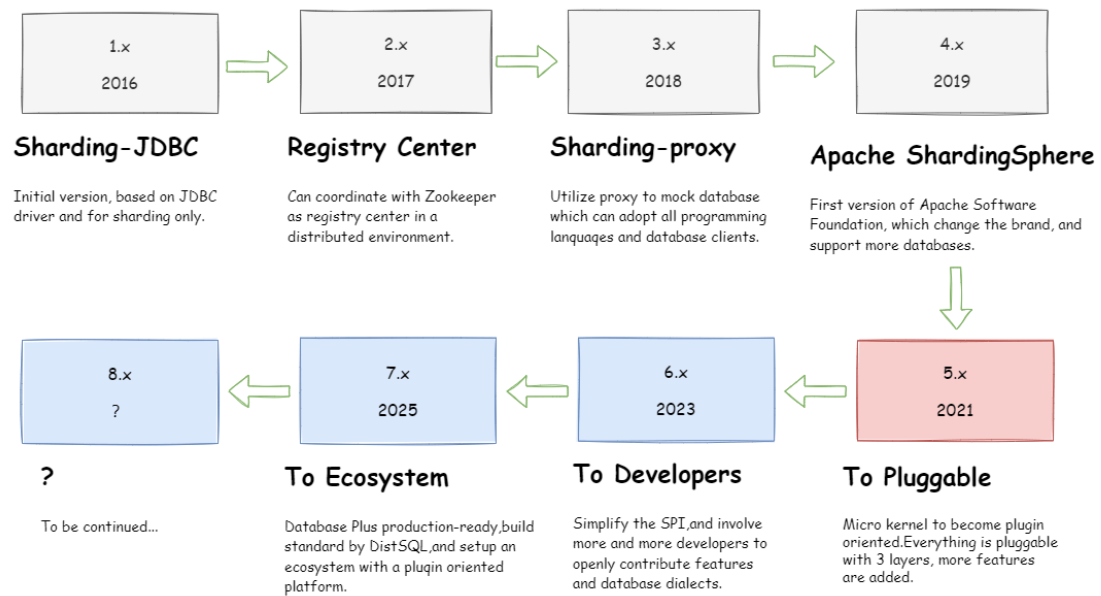 1.x
2016
Sharding-JDBC
Initial version, based on JDBC
driver and for sharding only.
2.x
2017
Registry Center
Can coordinate with Zookeeper
as registry center in a
distributed environment.
3.x
2018
Sharding-proxy
Utilize proxy to mock database
which can adopt all programming
languages and database clients.
4.x
2019
Apache ShardingSphere
First version of Apache Software
Foundation, which change the brand, and
support more databases.
5.x
2021
To Pluggable
Micro kernel to become plugin
oriented.Everything is pluggable
with 3 layers, more features
are added.
6.x
2023
To Developers
Simplify the SPI,and involve
more and more developers to
openly contribute features
and database dialects.
7.x
2025
To Ecosystem
Database Plus production-ready,build
standard by DistSQL,and setup an
ecosystem with a plugin oriented
platform.
8.x
?
?
To be continued...